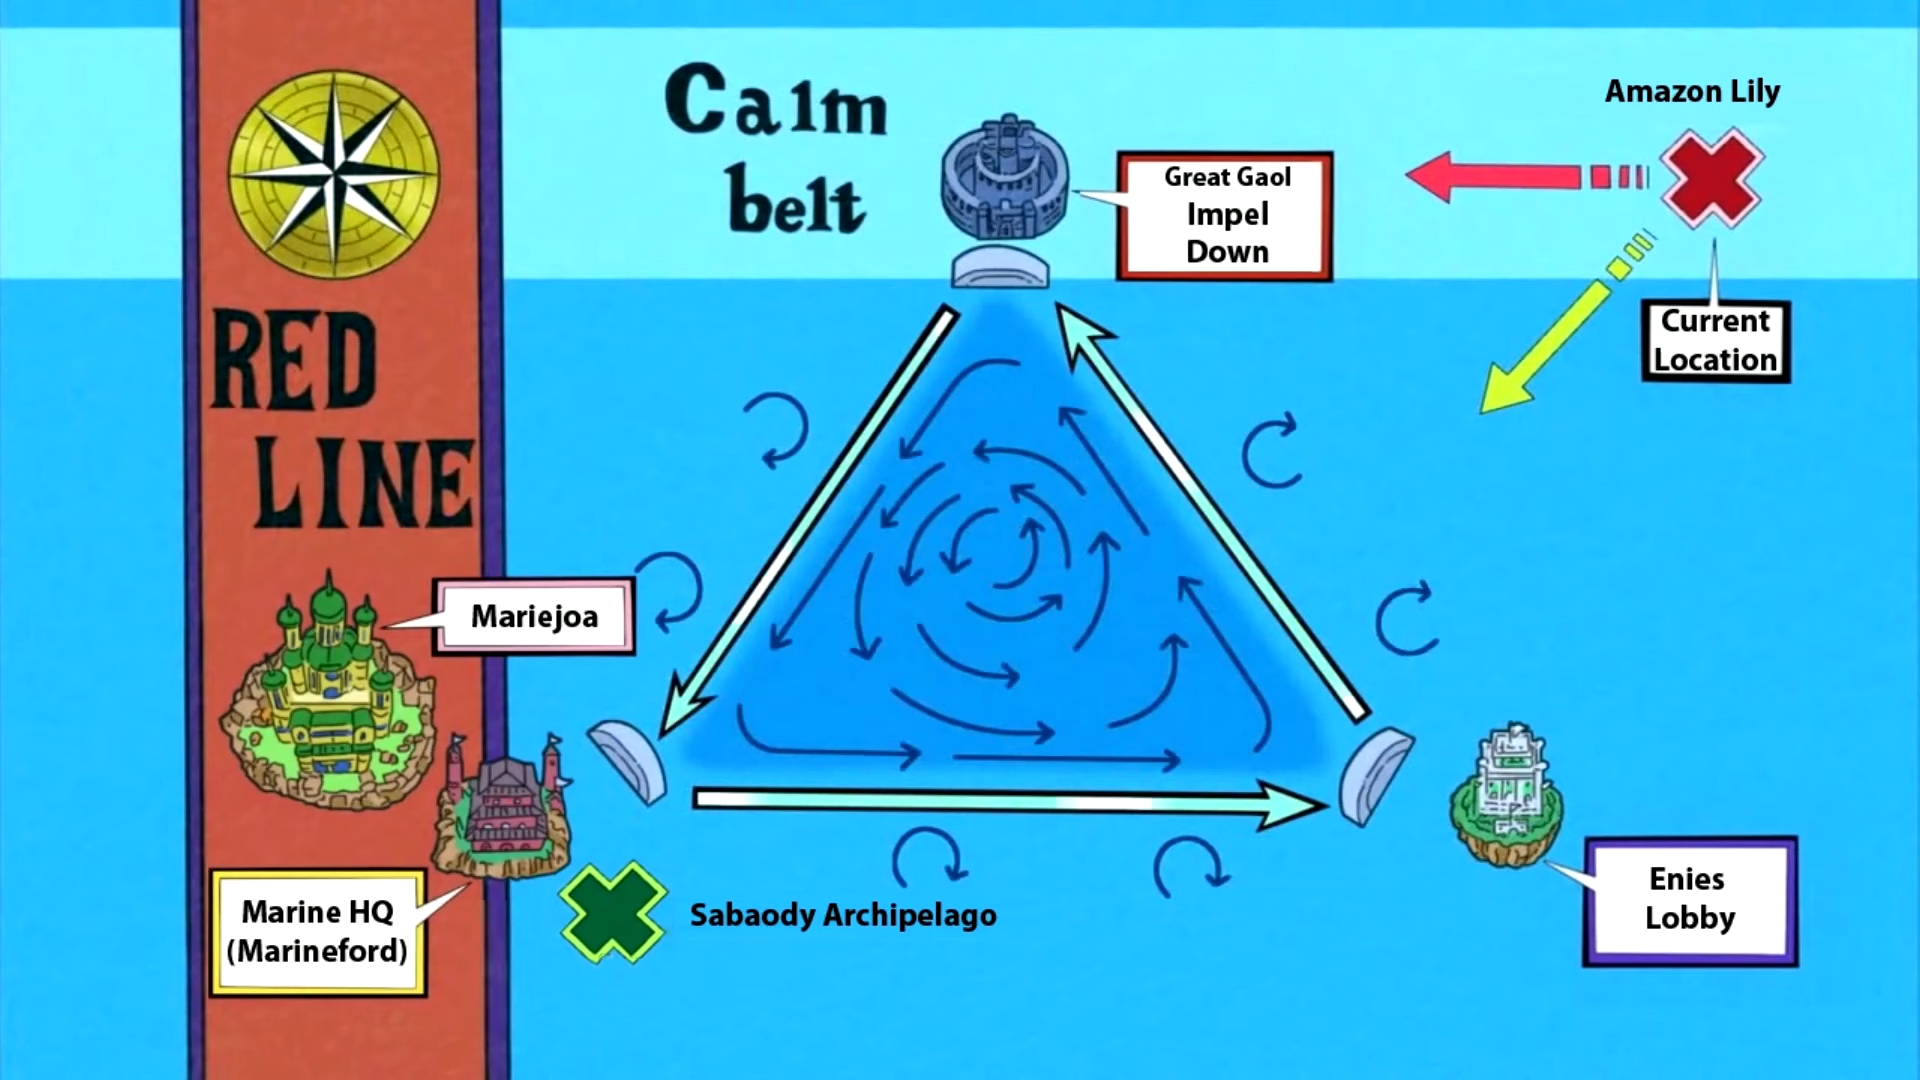 Calm
belt
Amazon Lily
Great Gaol
Impel
Down
Current
Location
RED
LINE
Mariejoa
Marine HQ
(Marineford)
Sabaody Archipelago
Enies
Lobby